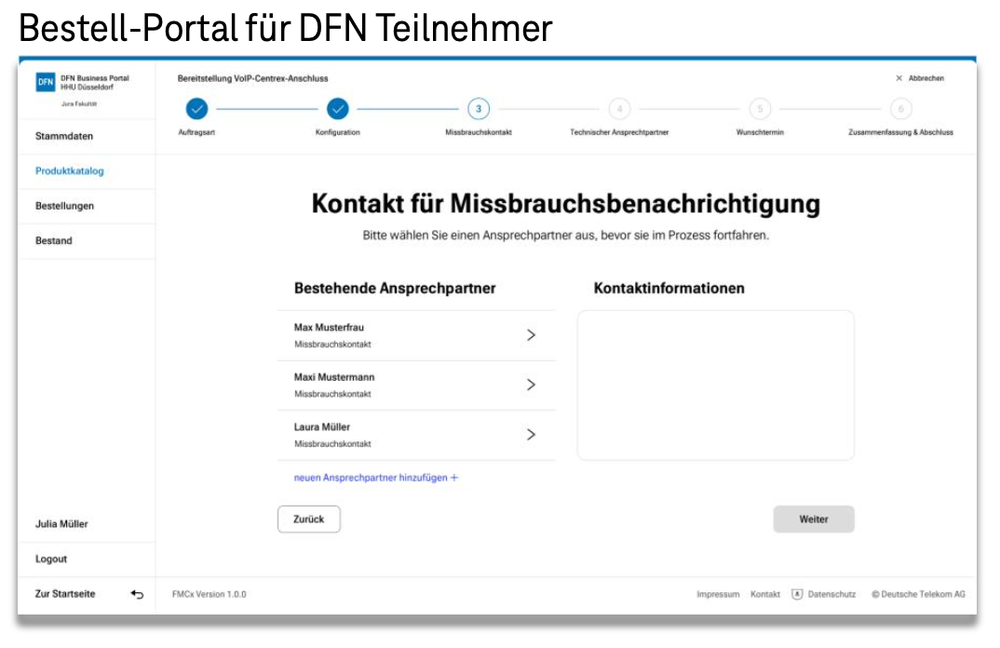 Bestell-Portal für DFN Teilnehmer
DFN
DFN Business Portal
HHU Düsseldorf
Jura Fakultät
Stammdaten
Produktkatalog
Bestellungen
Bestand
Julia Müller
Logout
Zur Startseite
Bereitstellung VoIP-Centrex-Anschluss
× Abbrechen
3 4 5 6
Auftragsart Konfiguration Missbrauchskontakt Technischer Ansprechpartner Wunschtermin Zusammenfassung & Abschluss
Kontakt für Missbrauchsbenachrichtigung
Bitte wählen Sie einen Ansprechpartner aus, bevor sie im Prozess fortfahren.
Bestehende Ansprechpartner
Max Musterfrau
Missbrauchskontakt
Maxi Mustermann
Missbrauchskontakt
Laura Müller
Missbrauchskontakt
neuen Ansprechpartner hinzufügen +
Kontaktinformationen
Zurück
Weiter
FMCx Version 1.0.0
Impressum Kontakt Datenschutz © Deutsche Telekom AG